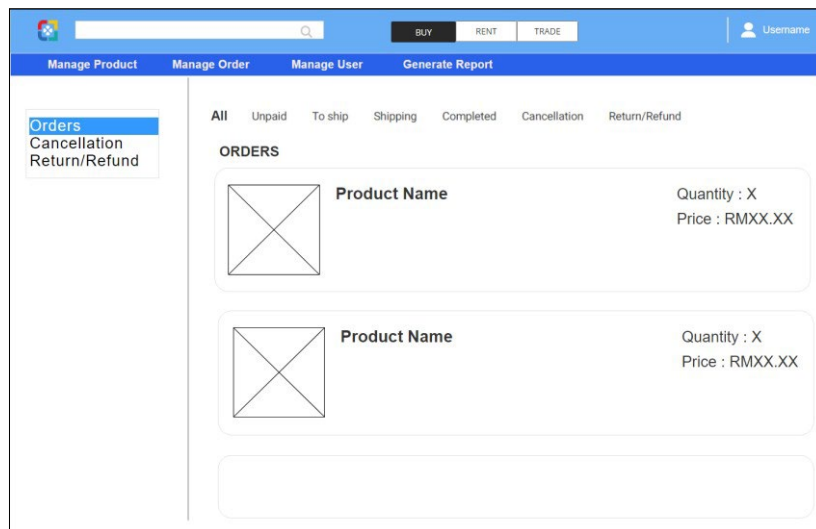 BUY RENT TRADE Username
Manage Product Manage Order Manage User Generate Report
Orders
Cancellation
Return/Refund
All Unpaid To ship Shipping Completed Cancellation Return/Refund
ORDERS
Product Name
Quantity : X
Price : RMXX.XX
Product Name
Quantity : X
Price : RMXX.XX